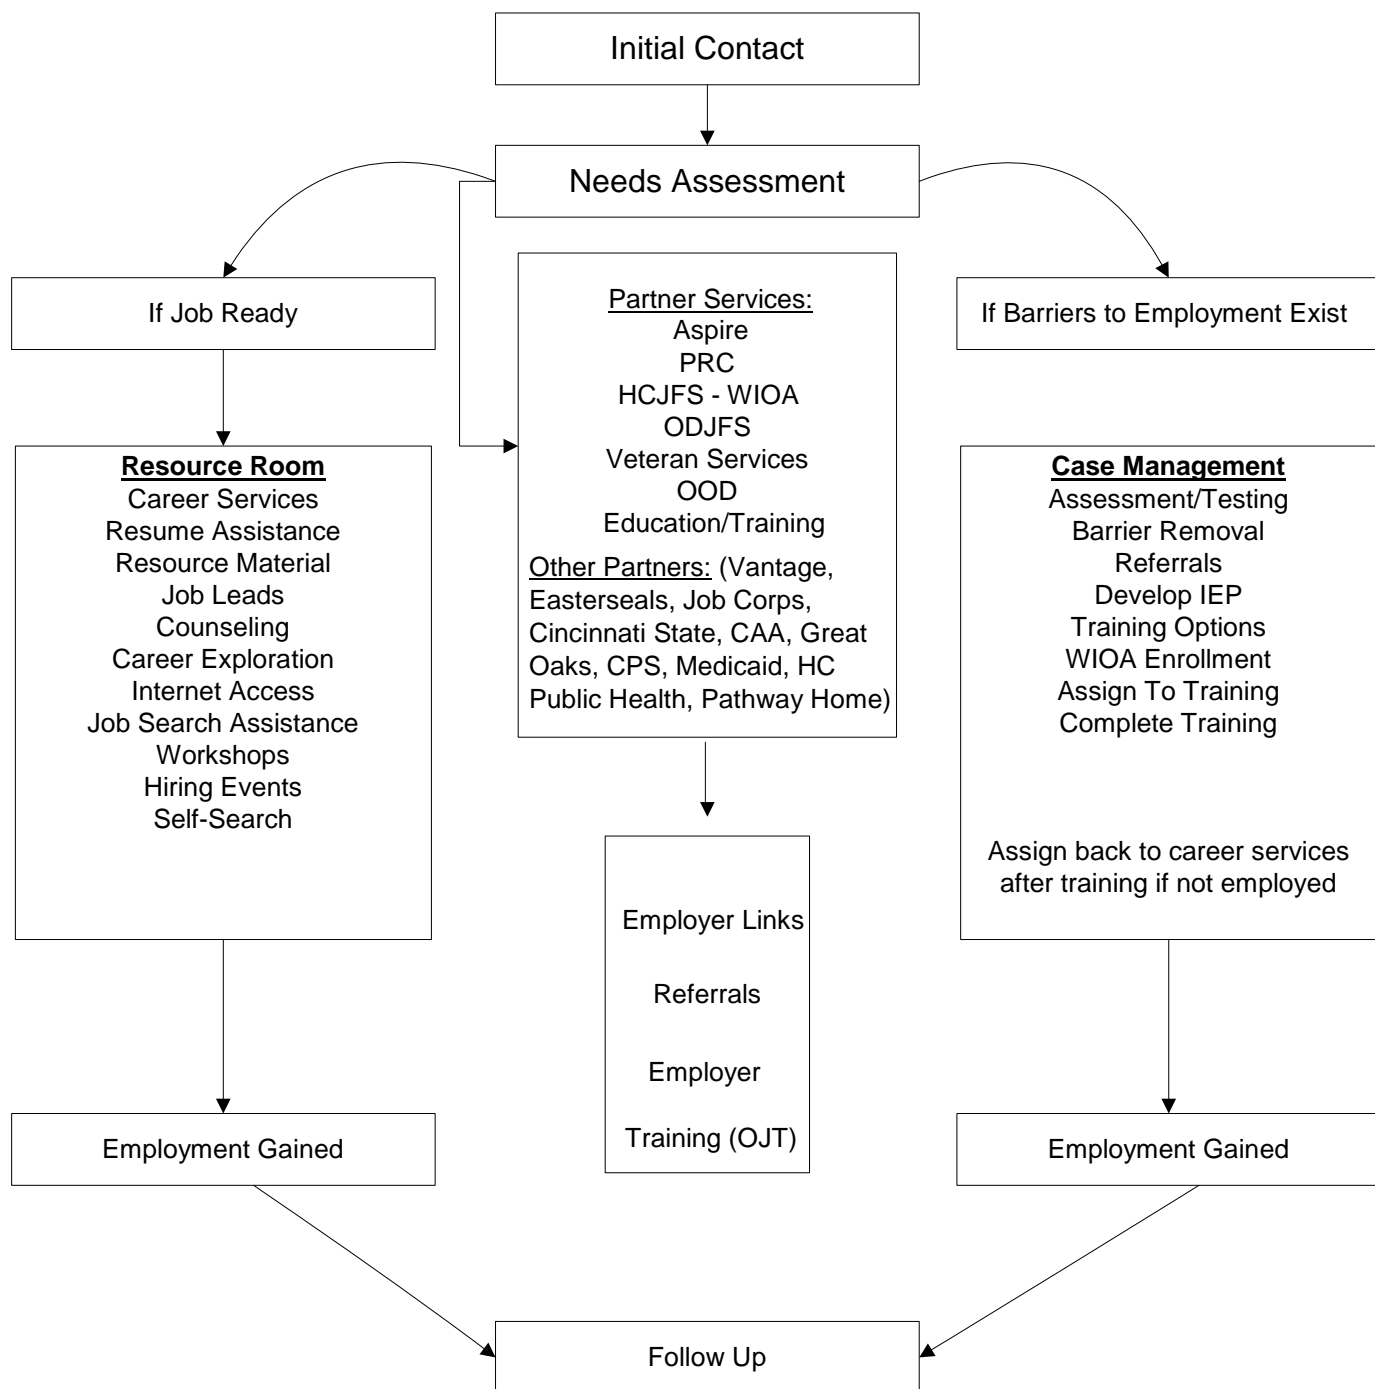 Initial Contact
Needs Assessment
If Job Ready
Partner Services:
Aspire
PRC
HCJFS - WIOA
ODJFS
Veteran Services
OOD
Education/Training
Other Partners: (Vantage,
Easterseals, Job Corps,
Cincinnati State, CAA, Great
Oaks, CPS, Medicaid, HC
Public Health, Pathway Home)
If Barriers to Employment Exist
Resource Room
Career Services
Resume Assistance
Resource Material
Job Leads
Counseling
Career Exploration
Internet Access
Job Search Assistance
Workshops
Hiring Events
Self-Search
Case Management
Assessment/Testing
Barrier Removal
Referrals
Develop IEP
Training Options
WIOA Enrollment
Assign To Training
Complete Training
Assign back to career services
after training if not employed
Employer Links
Referrals
Employer
Training (OJT)
Employment Gained
Employment Gained
Follow Up